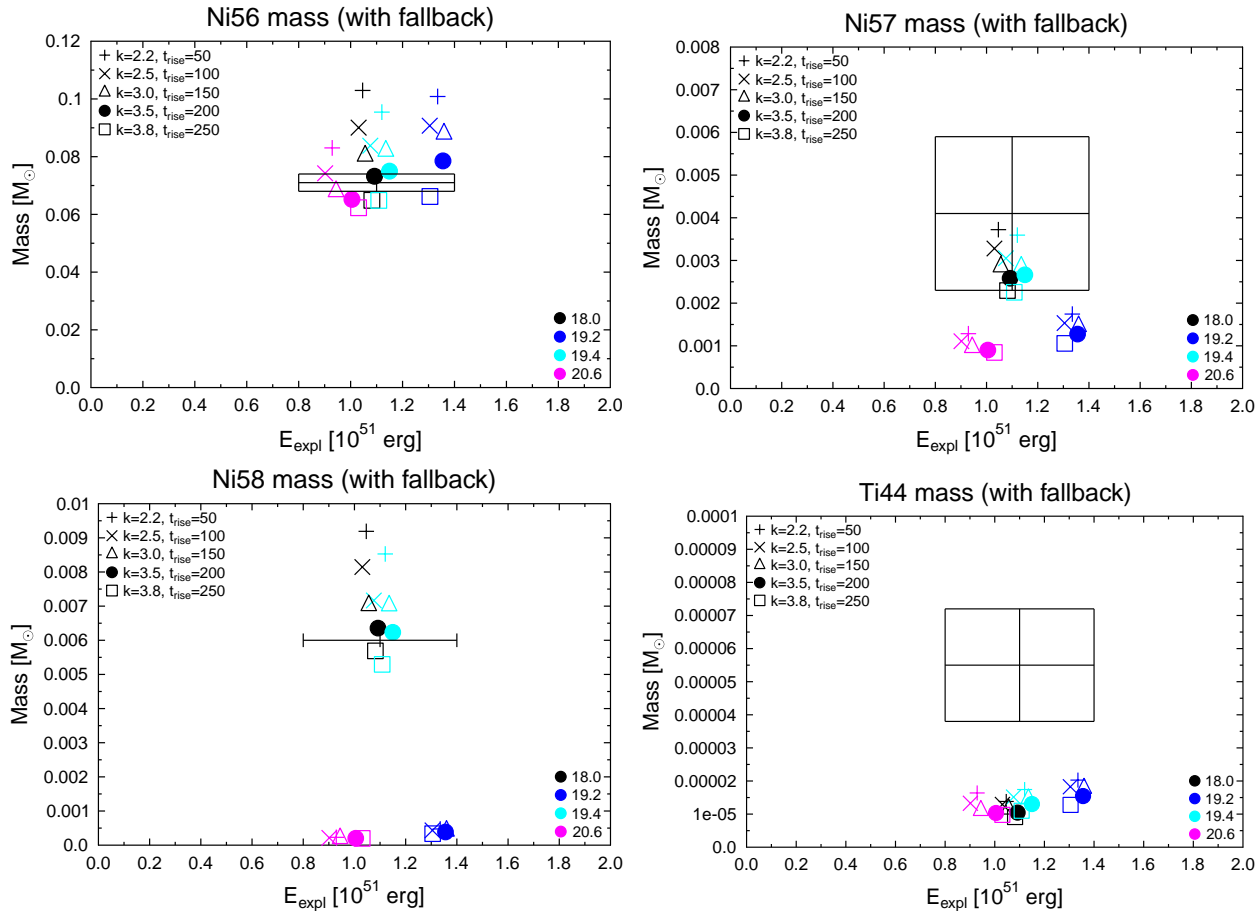 Ni56 mass (with fallback)
0.12
0.1
0.08
0.06
0.04
0.02
0.0
Mass [M☉]
k=2.2, t_rise=50
k=2.5, t_rise=100
k=3.0, t_rise=150
k=3.5, t_rise=200
k=3.8, t_rise=250
18.0
19.2
19.4
20.6
0.0 0.2 0.4 0.6 0.8 1.0 1.2 1.4 1.6 1.8 2.0
E_expl [10^51 erg]
Ni57 mass (with fallback)
0.008
0.007
0.006
0.005
0.004
0.003
0.002
0.001
0.0
Mass [M☉]
k=2.2, t_rise=50
k=2.5, t_rise=100
k=3.0, t_rise=150
k=3.5, t_rise=200
k=3.8, t_rise=250
18.0
19.2
19.4
20.6
0.0 0.2 0.4 0.6 0.8 1.0 1.2 1.4 1.6 1.8 2.0
E_expl [10^51 erg]
Ni58 mass (with fallback)
0.01
0.009
0.008
0.007
0.006
0.005
0.004
0.003
0.002
0.001
0.0
Mass [M☉]
k=2.2, t_rise=50
k=2.5, t_rise=100
k=3.0, t_rise=150
k=3.5, t_rise=200
k=3.8, t_rise=250
18.0
19.2
19.4
20.6
0.0 0.2 0.4 0.6 0.8 1.0 1.2 1.4 1.6 1.8 2.0
E_expl [10^51 erg]
Ti44 mass (with fallback)
0.0001
0.00009
0.00008
0.00007
0.00006
0.00005
0.00004
0.00003
0.00002
1e-05
0.0
Mass [M☉]
k=2.2, t_rise=50
k=2.5, t_rise=100
k=3.0, t_rise=150
k=3.5, t_rise=200
k=3.8, t_rise=250
18.0
19.2
19.4
20.6
0.0 0.2 0.4 0.6 0.8 1.0 1.2 1.4 1.6 1.8 2.0
E_expl [10^51 erg]